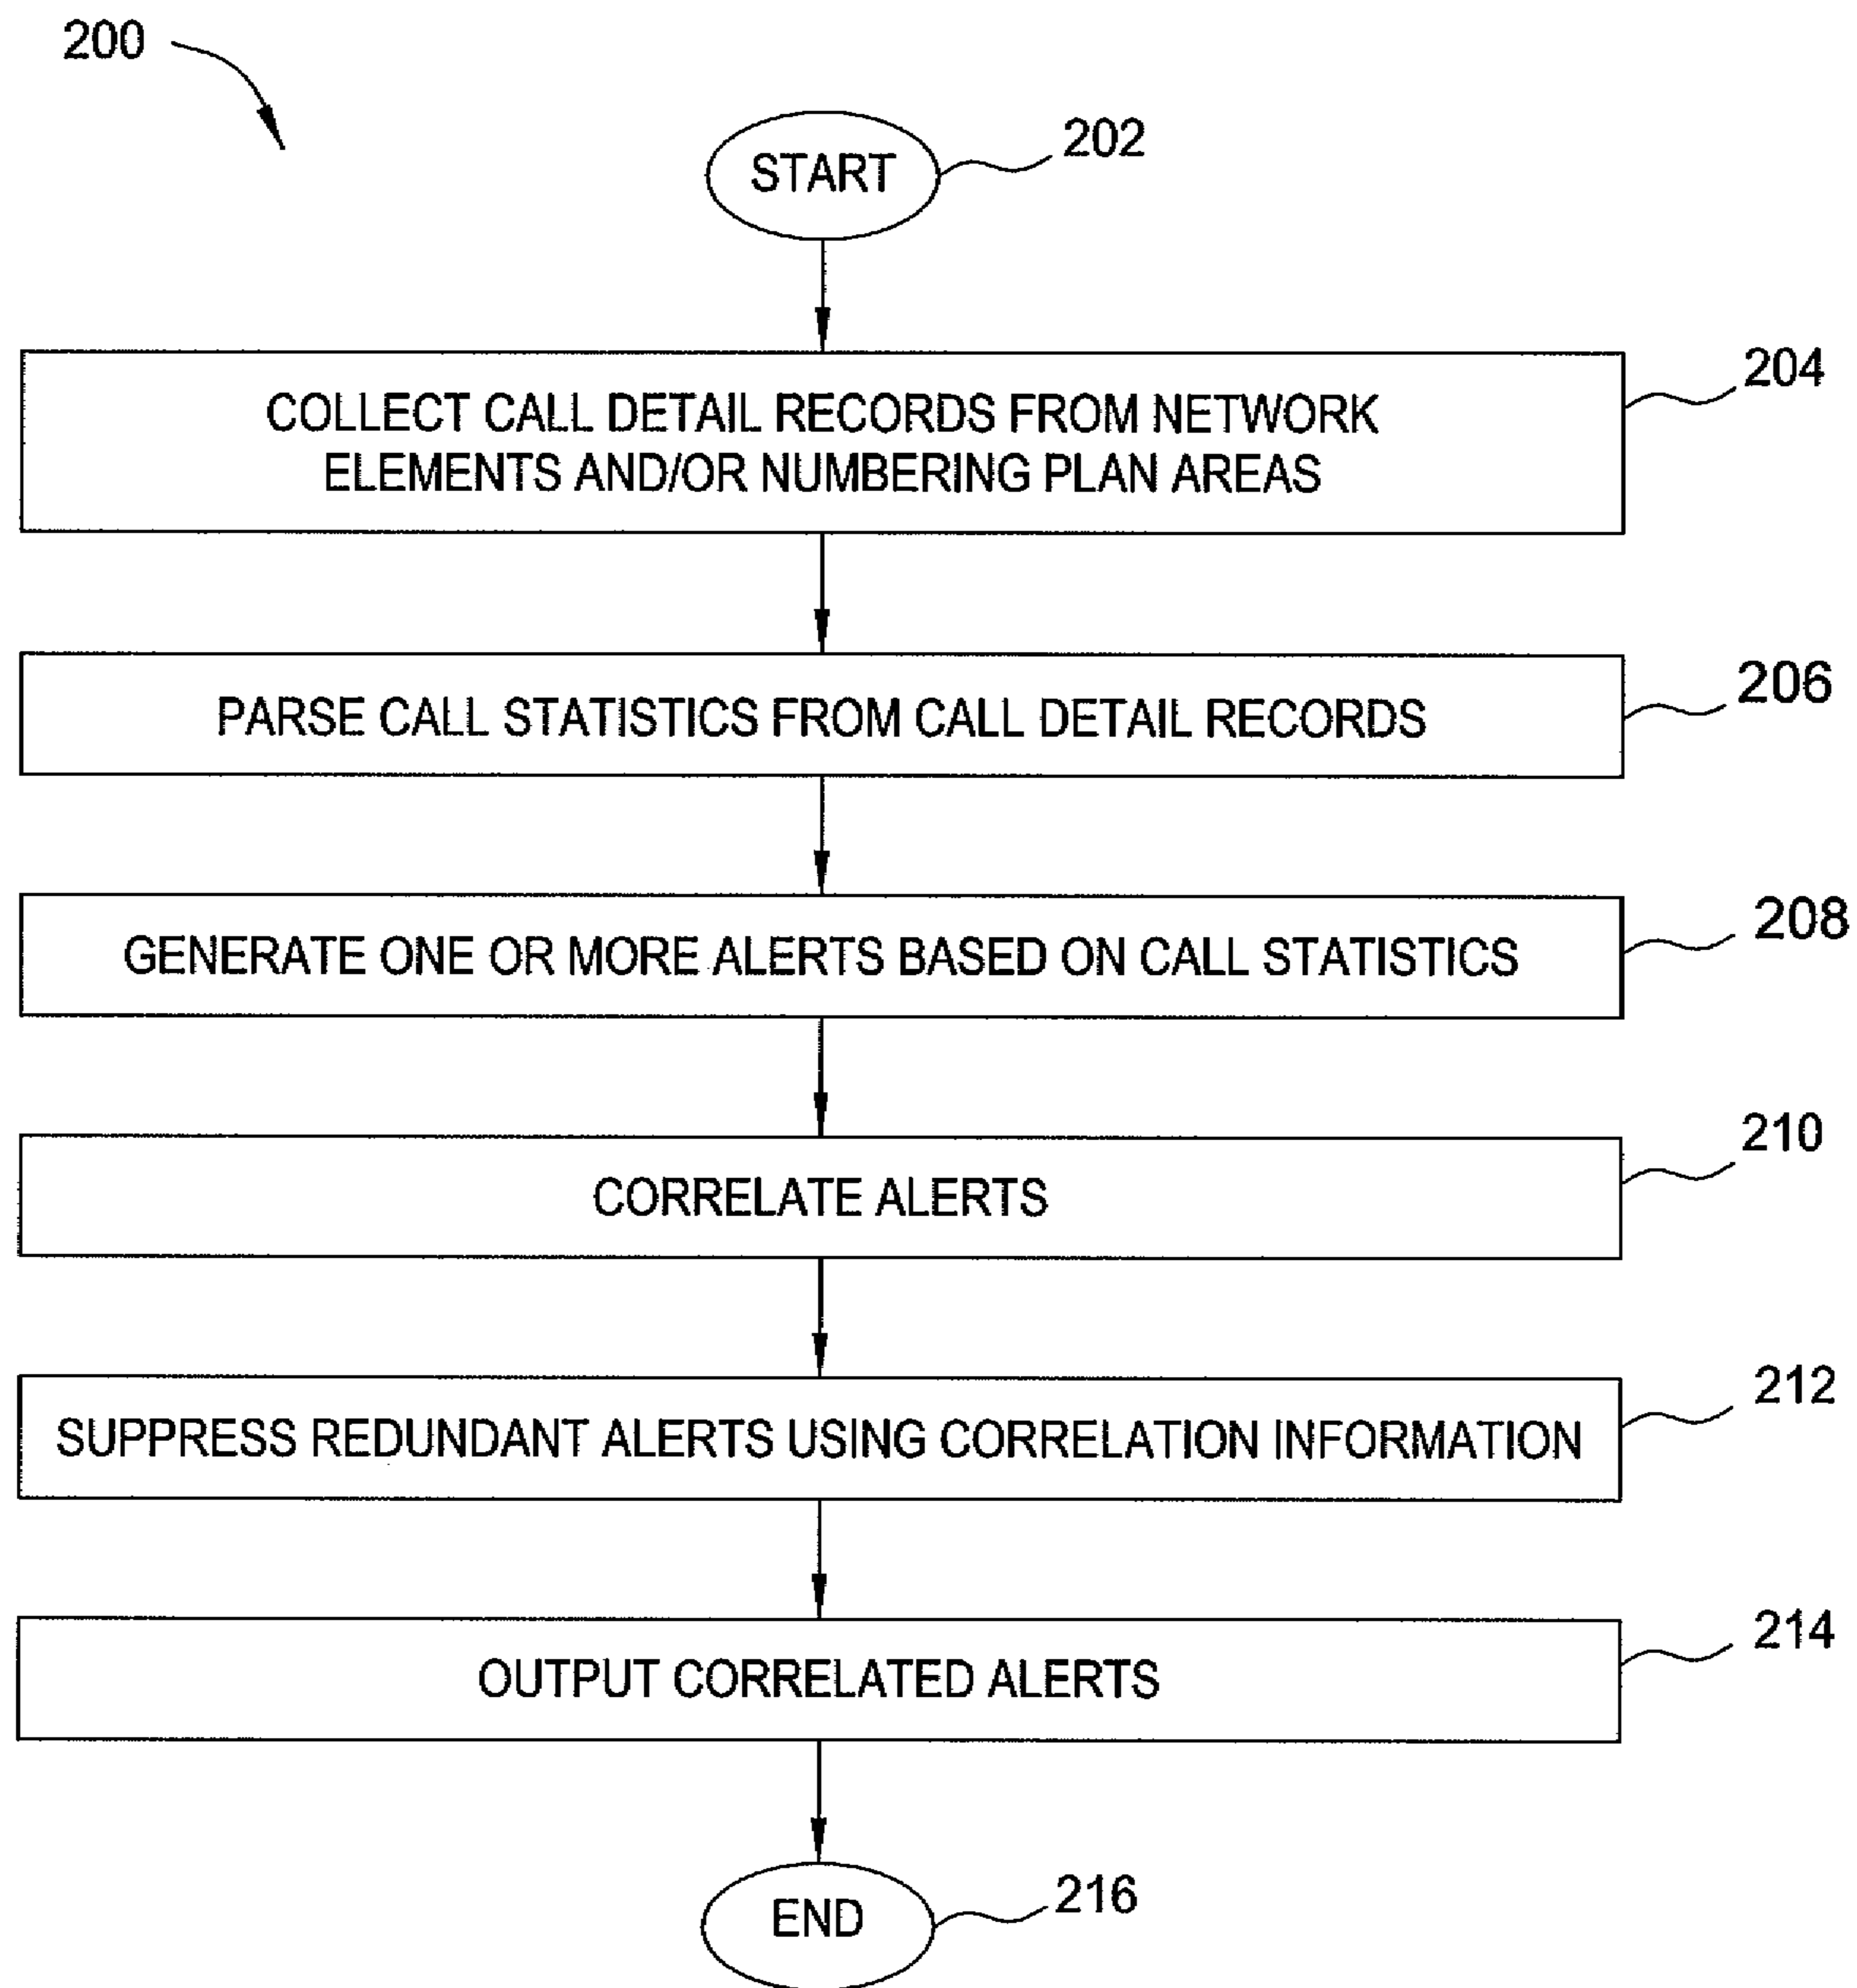 200
START
202
COLLECT CALL DETAIL RECORDS FROM NETWORK
ELEMENTS AND/OR NUMBERING PLAN AREAS
204
PARSE CALL STATISTICS FROM CALL DETAIL RECORDS
206
GENERATE ONE OR MORE ALERTS BASED ON CALL STATISTICS
208
CORRELATE ALERTS
210
SUPPRESS REDUNDANT ALERTS USING CORRELATION INFORMATION
212
OUTPUT CORRELATED ALERTS
214
END
216